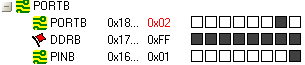 PORTB
PORTB 0x18... 0x02
DDRB 0x17... 0xFF
PINB 0x16... 0x01